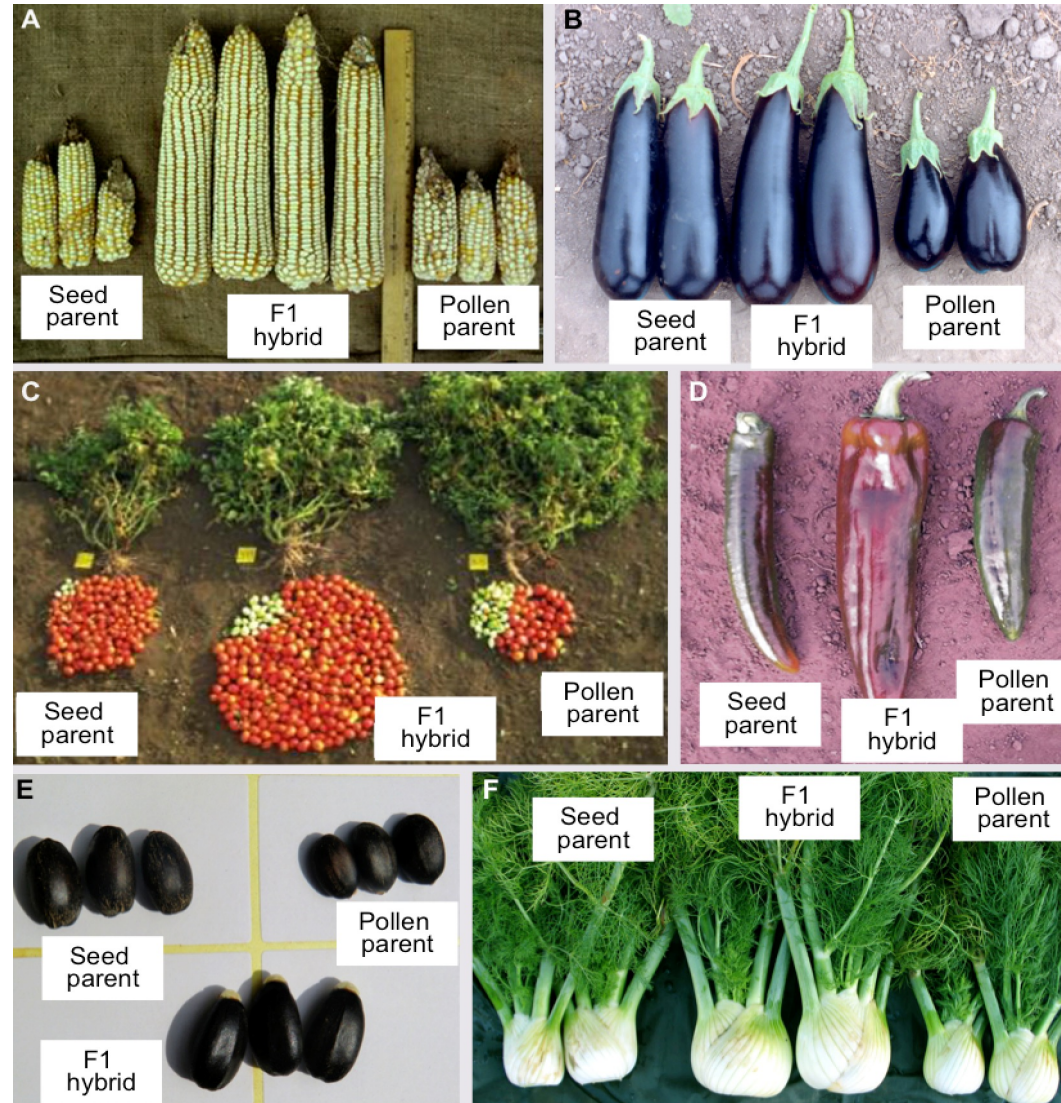 A
Seed
parent
F1
hybrid
Pollen
parent
B
Seed
parent
F1
hybrid
Pollen
parent
C
Seed
parent
F1
hybrid
Pollen
parent
D
Seed
parent
F1
hybrid
Pollen
parent
E
Seed
parent
Pollen
parent
F1
hybrid
F
Seed
parent
F1
hybrid
Pollen
parent